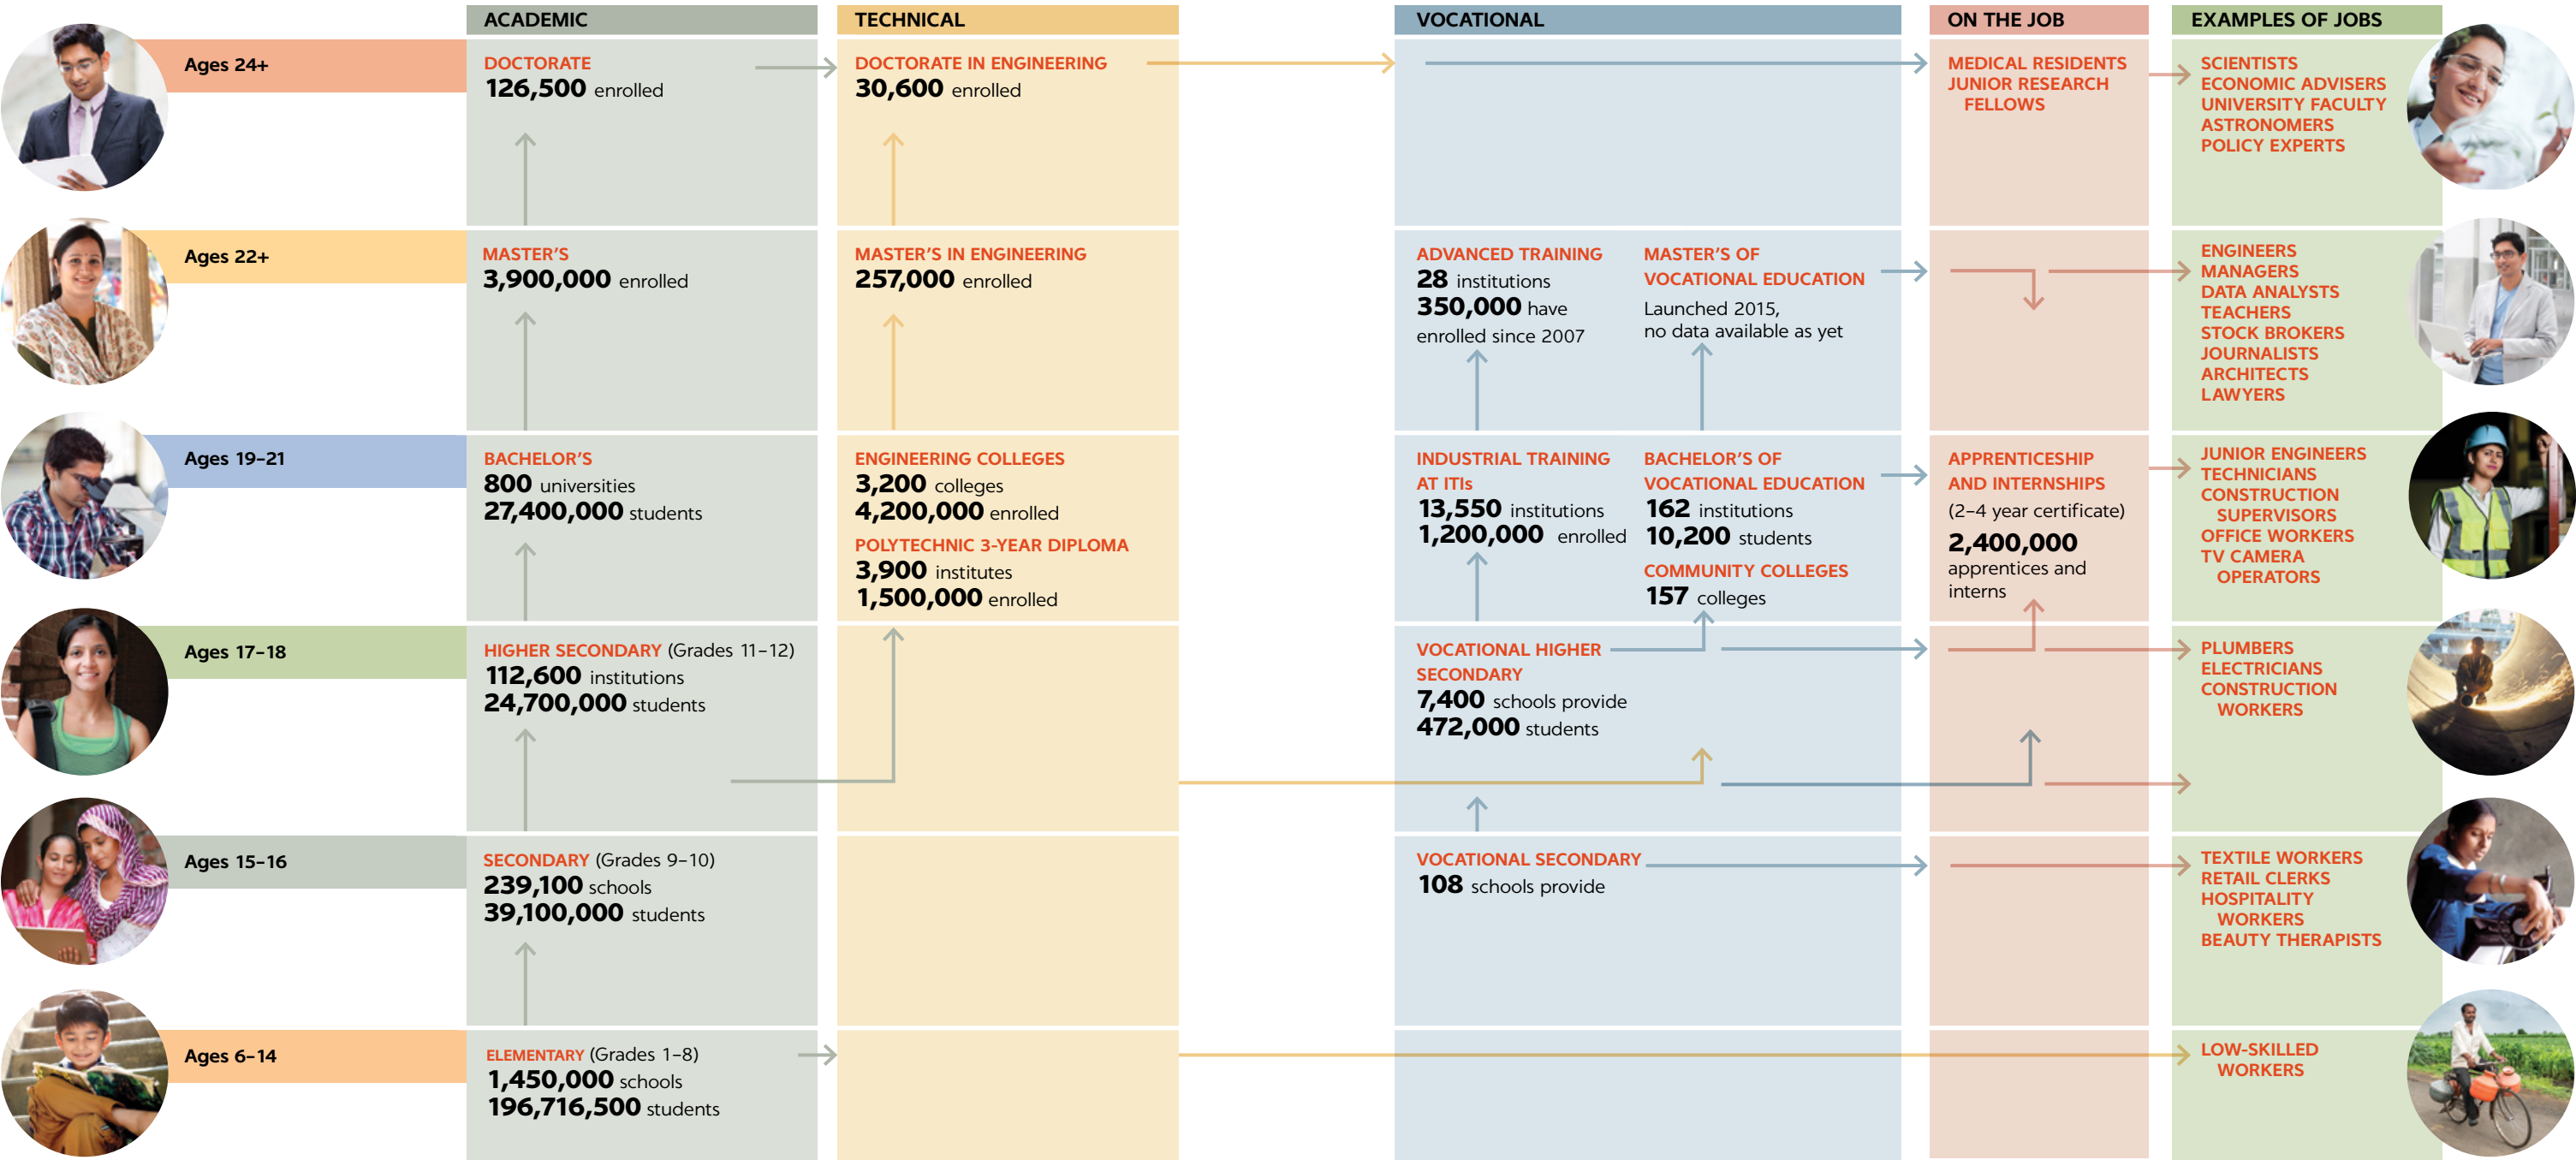 ACADEMIC
TECHNICAL
VOCATIONAL
ON THE JOB
EXAMPLES OF JOBS
Ages 24+
DOCTORATE
126,500 enrolled
DOCTORATE IN ENGINEERING
30,600 enrolled
MEDICAL RESIDENTS
JUNIOR RESEARCH
FELLOWS
SCIENTISTS
ECONOMIC ADVISERS
UNIVERSITY FACULTY
ASTRONOMERS
POLICY EXPERTS
Ages 22+
MASTER'S
3,900,000 enrolled
MASTER'S IN ENGINEERING
257,000 enrolled
ADVANCED TRAINING
28 institutions
350,000 have
enrolled since 2007
MASTER'S OF
VOCATIONAL EDUCATION
Launched 2015,
no data available as yet
ENGINEERS
MANAGERS
DATA ANALYSTS
TEACHERS
STOCK BROKERS
JOURNALISTS
ARCHITECTS
LAWYERS
Ages 19–21
BACHELOR'S
800 universities
27,400,000 students
ENGINEERING COLLEGES
3,200 colleges
4,200,000 enrolled
POLYTECHNIC 3-YEAR DIPLOMA
3,900 institutes
1,500,000 enrolled
INDUSTRIAL TRAINING
AT ITIs
13,550 institutions
1,200,000 enrolled
BACHELOR'S OF
VOCATIONAL EDUCATION
162 institutions
10,200 students
COMMUNITY COLLEGES
157 colleges
APPRENTICESHIP
AND INTERNSHIPS
(2–4 year certificate)
2,400,000
apprentices and
interns
JUNIOR ENGINEERS
TECHNICIANS
CONSTRUCTION
SUPERVISORS
OFFICE WORKERS
TV CAMERA
OPERATORS
Ages 17–18
HIGHER SECONDARY (Grades 11–12)
112,600 institutions
24,700,000 students
VOCATIONAL HIGHER
SECONDARY
7,400 schools provide
472,000 students
PLUMBERS
ELECTRICIANS
CONSTRUCTION
WORKERS
Ages 15–16
SECONDARY (Grades 9–10)
239,100 schools
39,100,000 students
VOCATIONAL SECONDARY
108 schools provide
TEXTILE WORKERS
RETAIL CLERKS
HOSPITALITY
WORKERS
BEAUTY THERAPISTS
Ages 6–14
ELEMENTARY (Grades 1–8)
1,450,000 schools
196,716,500 students
LOW-SKILLED
WORKERS